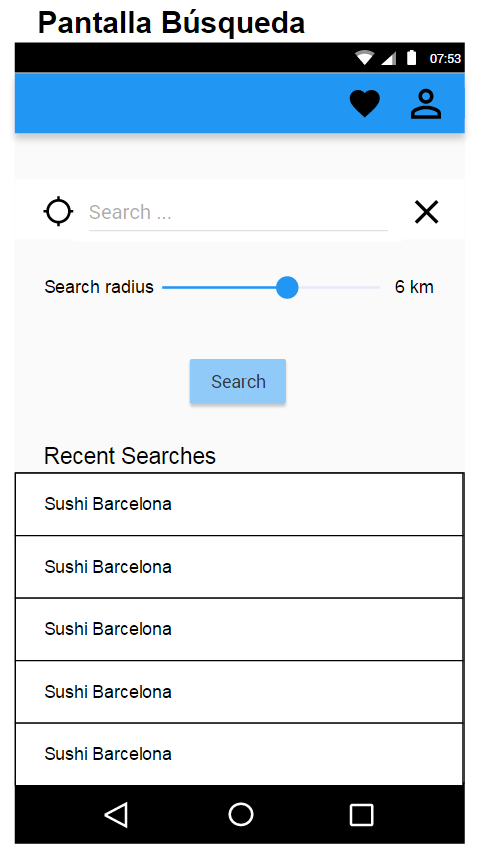 Pantalla Búsqueda
07:53
Search ...
Search radius 6 km
Search
Recent Searches
Sushi Barcelona
Sushi Barcelona
Sushi Barcelona
Sushi Barcelona
Sushi Barcelona